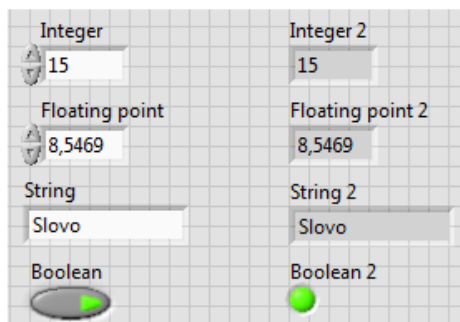 Integer Integer 2
15 15
Floating point Floating point 2
8,5469 8,5469
String String 2
Slovo Slovo
Boolean Boolean 2